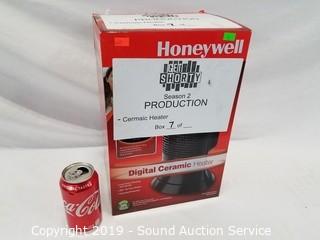 Honeywell
GET
SHORTY
Season 2
PRODUCTION
- Cermaic Heater
Box 7 of
Digital Ceramic Heater
Coca-Cola
Copyright 2019 - Sound Auction Service